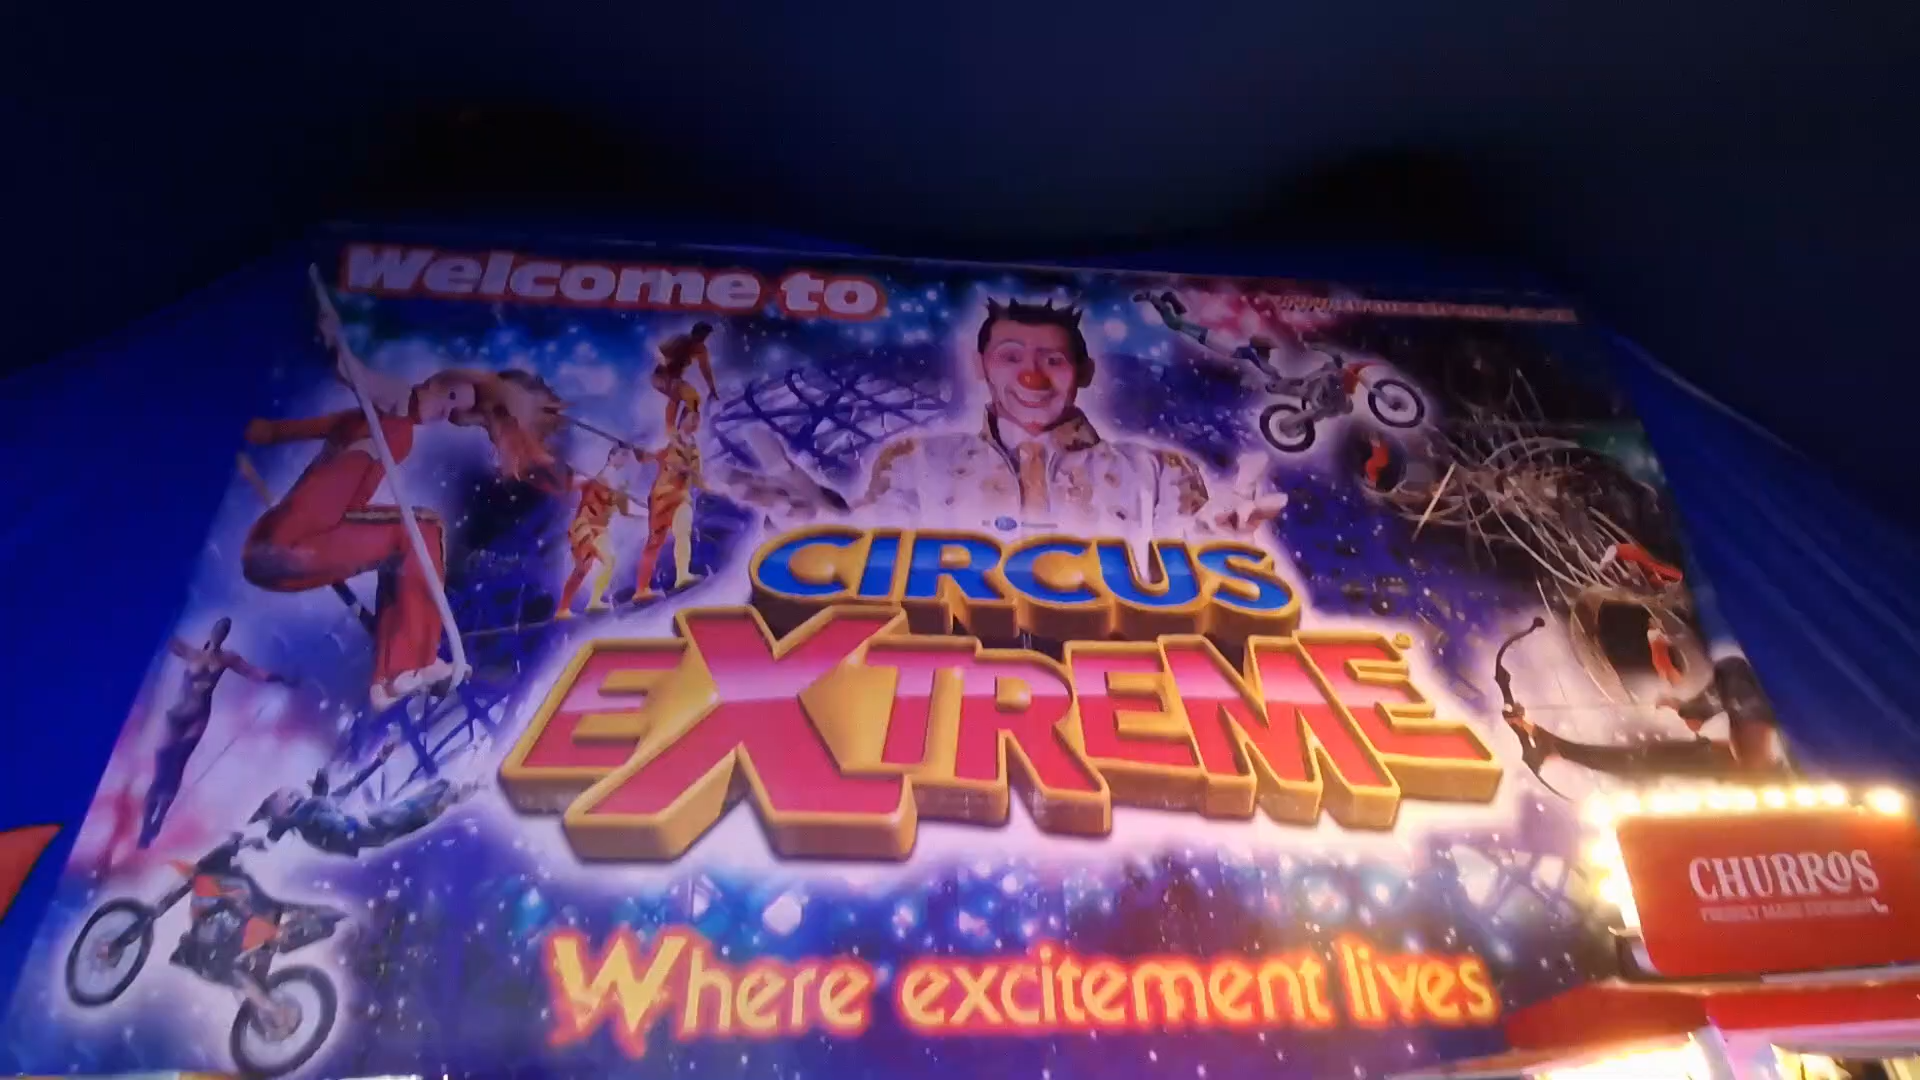 Welcome to
CIRCUS
EXTREME
Where excitement lives
CHURROS